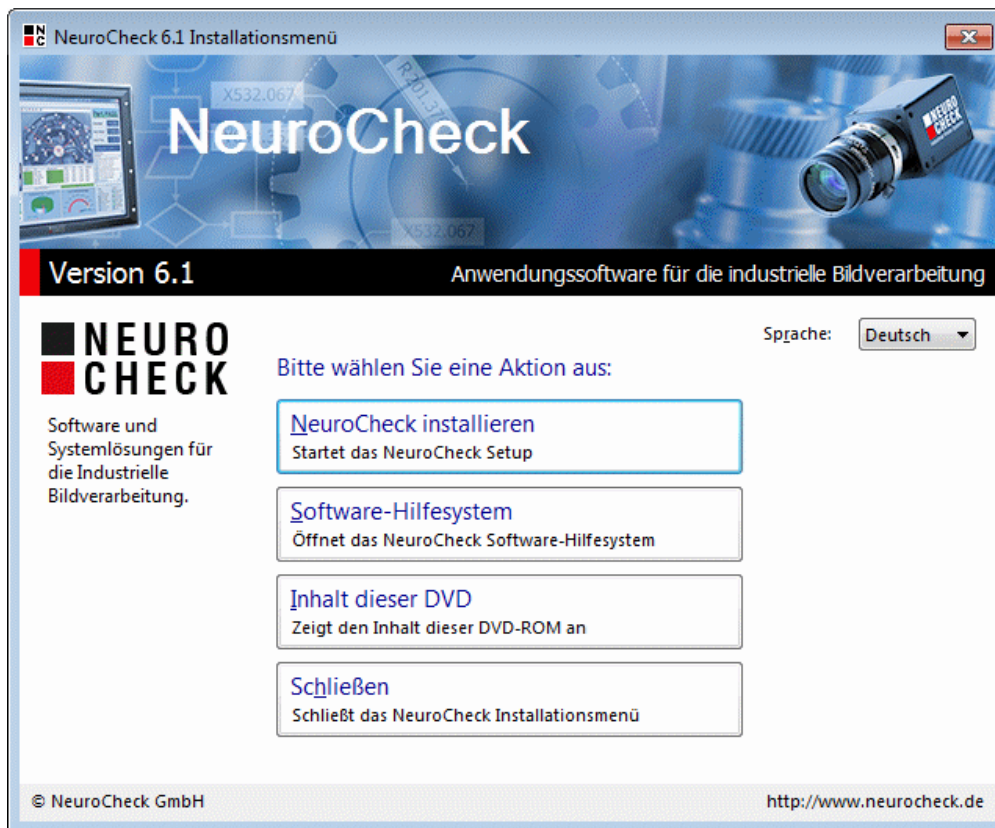 NeuroCheck 6.1 Installationsmenü
X532.067
NeuroCheck
NEURO
CHECK
X532.067
Version 6.1
Anwendungssoftware für die industrielle Bildverarbeitung
NEURO
CHECK
Software und
Systemlösungen für
die Industrielle
Bildverarbeitung.
Sprache:
Deutsch
Bitte wählen Sie eine Aktion aus:
NeuroCheck installieren
Startet das NeuroCheck Setup
Software-Hilfesystem
Öffnet das NeuroCheck Software-Hilfesystem
Inhalt dieser DVD
Zeigt den Inhalt dieser DVD-ROM an
Schließen
Schließt das NeuroCheck Installationsmenü
© NeuroCheck GmbH
http://www.neurocheck.de